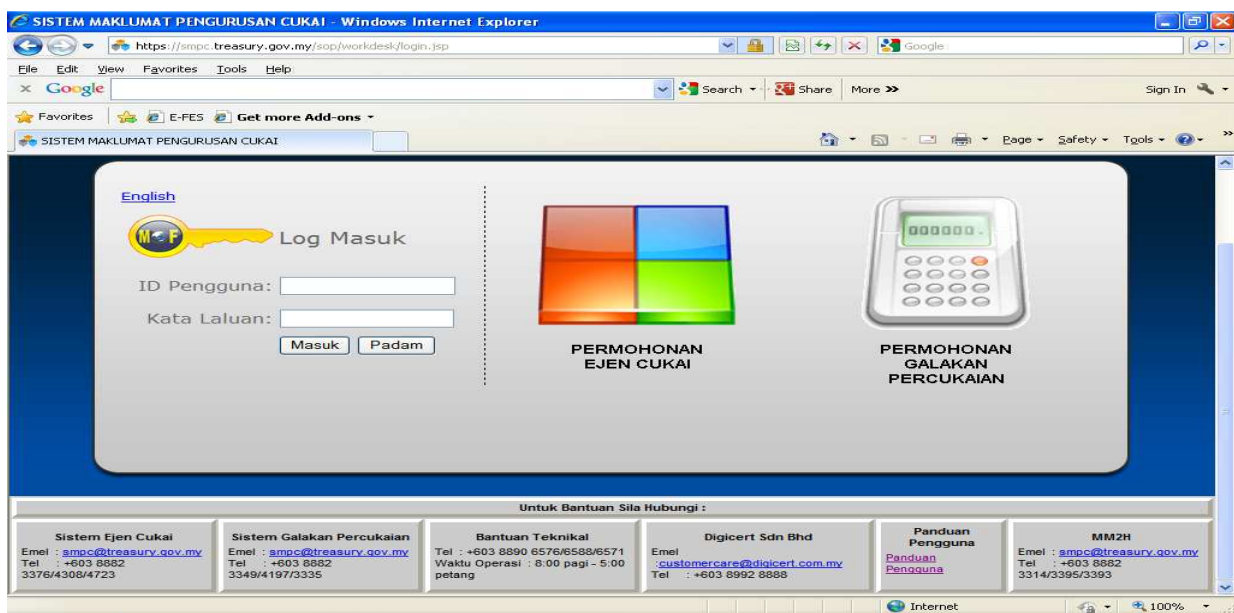 SISTEM MAKLUMAT PENGURUSAN CUKAI - Windows Internet Explorer
https://smpc.treasury.gov.my/sop/workdesk/login.jsp
Google
File Edit View Favorites Tools Help
x Google
Search
Share
More >>
Sign In
Favorites
E-FES
Get more Add-ons
SISTEM MAKLUMAT PENGURUSAN CUKAI
Page
Safety
Tools
English
MOF
Log Masuk
ID Pengguna:
Kata Laluan:
Masuk
Padam
PERMOHONAN
EJEN CUKAI
000000.
PERMOHONAN
GALAKAN
PERCUKAIAN
Untuk Bantuan Sila Hubungi :
Sistem Ejen Cukai
Emel : smpc@treasury.gov.my
Tel : +603 8882
3376/4308/4723
Sistem Galakan Percukaian
Emel : smpc@treasury.gov.my
Tel : +603 8882
3349/4197/3335
Bantuan Teknikal
Tel : +603 8890 6576/6588/6571
Waktu Operasi : 8:00 pagi - 5:00
petang
Digicert Sdn Bhd
Emel
:customercare@digicert.com.my
Tel : +603 8992 8888
Panduan
Pengguna
Panduan
Pengguna
MM2H
Emel : smpc@treasury.gov.my
Tel : +603 8882
3314/3395/3393
Internet
100%